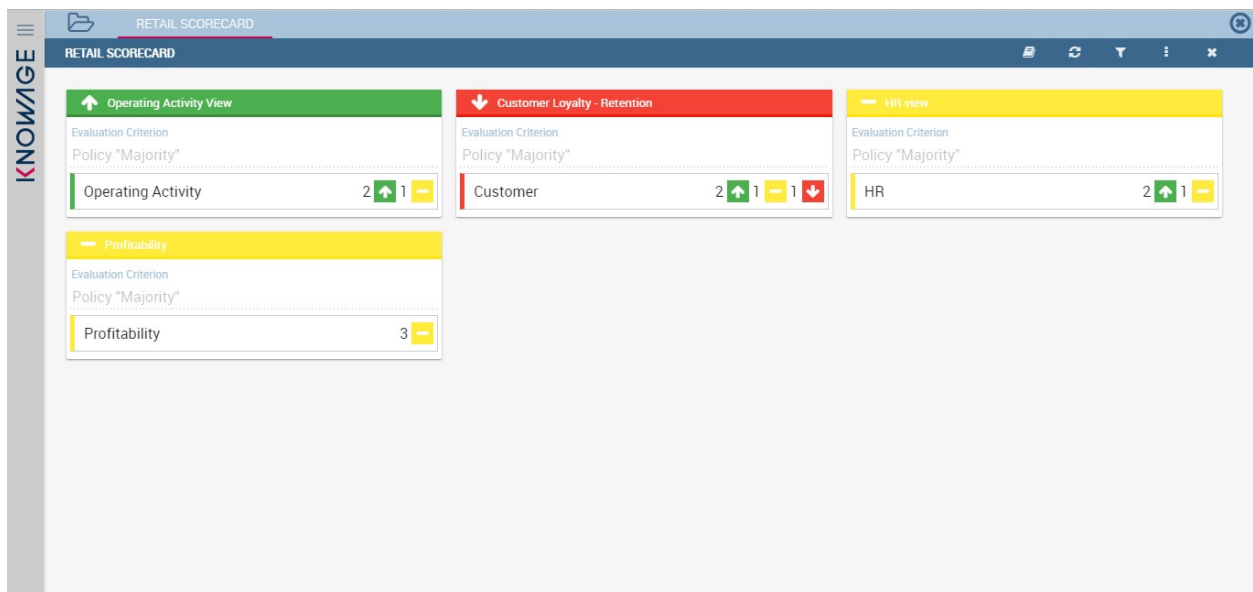 KNOWAGE
RETAIL SCORECARD
RETAIL SCORECARD
Operating Activity View
Evaluation Criterion
Policy "Majority"
Operating Activity 2 1
Customer Loyalty - Retention
Evaluation Criterion
Policy "Majority"
Customer 2 1 1
HR view
Evaluation Criterion
Policy "Majority"
HR 2 1
Profitability
Evaluation Criterion
Policy "Majority"
Profitability 3